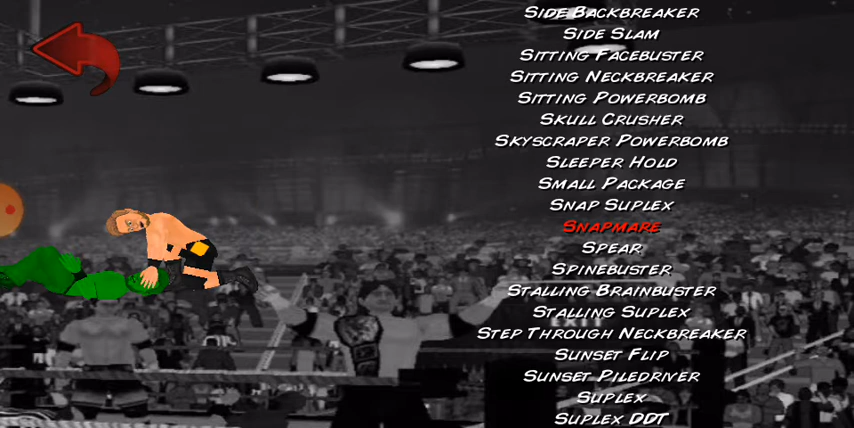 Side Backbreaker
Side Slam
Sitting Facebuster
Sitting Neckbreaker
Sitting Powerbomb
Skull Crusher
Skyscraper Powerbomb
Sleeper Hold
Small Package
Snap Suplex
Snapmare
Spear
Spinebuster
Stalling Brainbuster
Stalling Suplex
Step Through Neckbreaker
Sunset Flip
Sunset Piledriver
Suplex
Suplex DDT